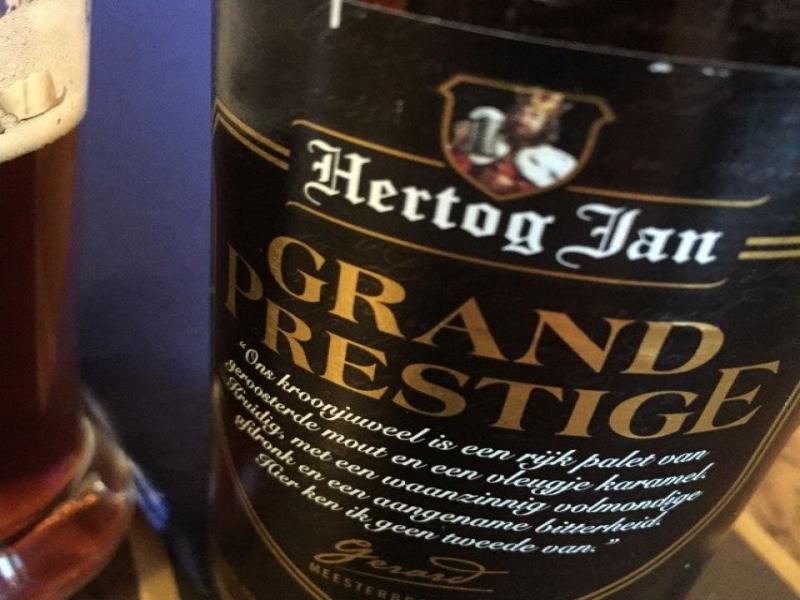 Hertog Jan
GRAND
PRESTIGE
“Ons kroonjuweel is een rijk palet van
geroosterde mout en een vleugje karamel.
Kruidig, met een waanzinnig volmondige
afdronk en een aangename bitterheid.
Hier ken ik geen tweede van.”
Gerard